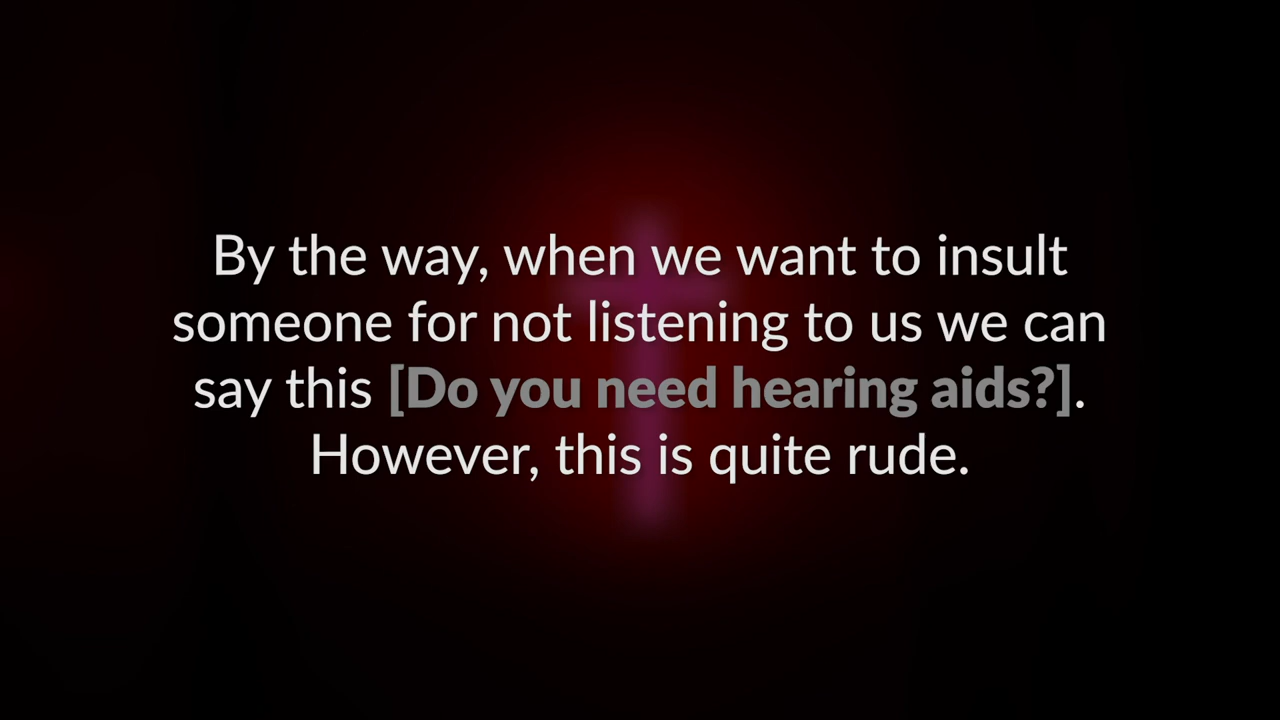 By the way, when we want to insult
someone for not listening to us we can
say this [Do you need hearing aids?].
However, this is quite rude.